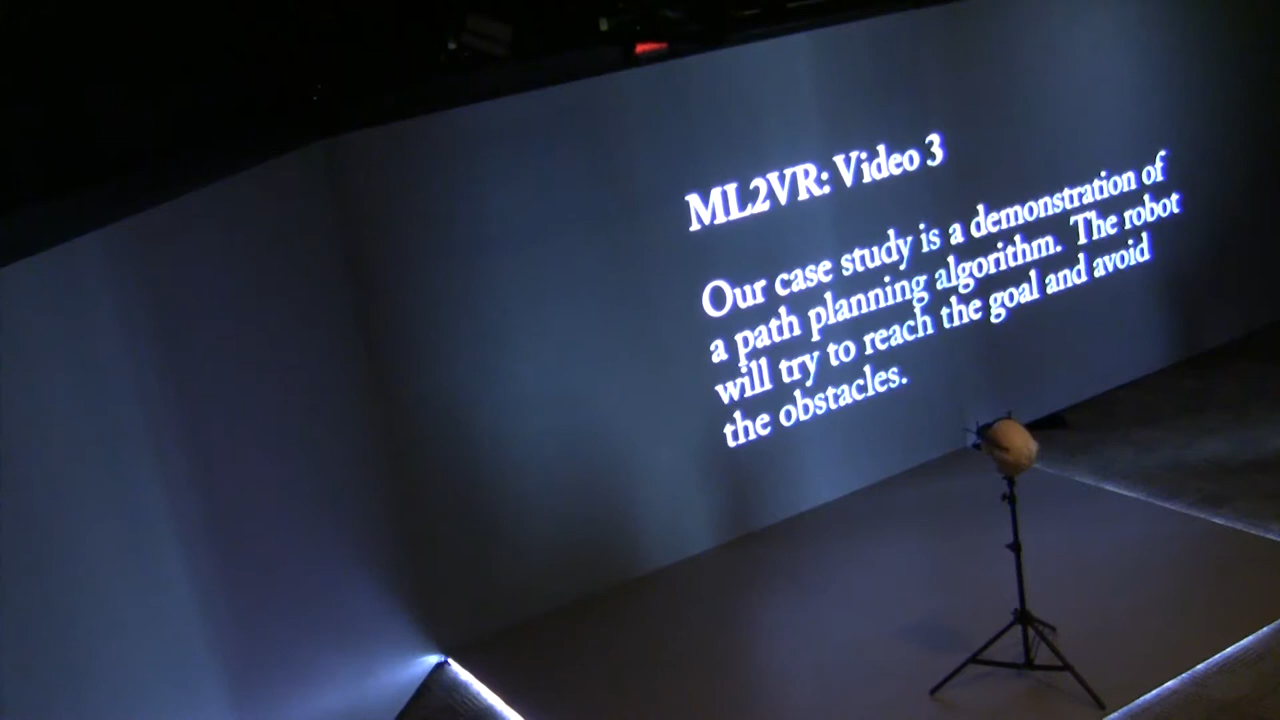 ML2VR: Video 3
Our case study is a demonstration of
a path planning algorithm. The robot
will try to reach the goal and avoid
the obstacles.